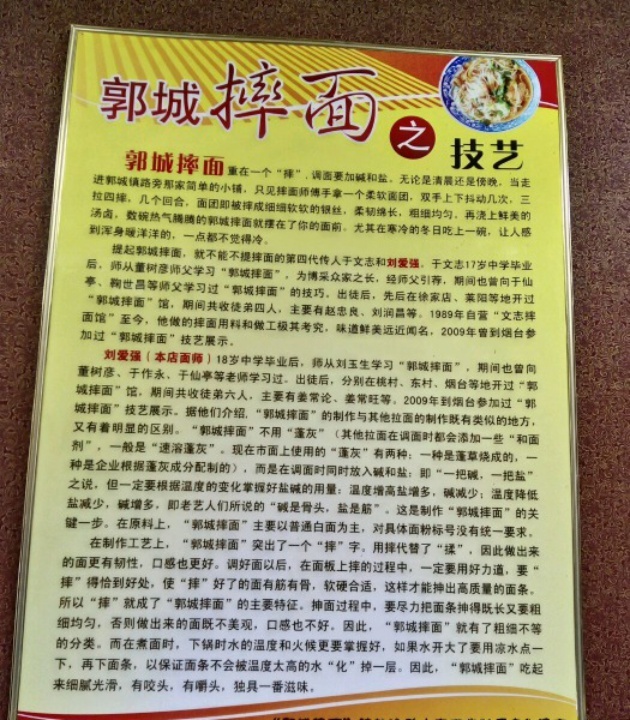 郭城摔面
之
技艺
郭城摔面重在一个“摔”,调面要加碱和盐。无论是清晨还是傍晚,当走
进郭城镇路旁那家简单的小铺,只见摔面师傅手拿一个柔软面团,双手上下抖动几次,三
拉四摔,几个回合,面团即被摔成细细软软的银丝,柔韧绵长,粗细均匀,再浇上鲜美的
汤卤,数碗热气腾腾的郭城摔面就摆在了你的面前。尤其在寒冷的冬日吃上一碗,让人感
到浑身暖洋洋的,一点都不觉得冷。
提起郭城摔面,就不能不提摔面的第四代传人于文志和刘爱强。于文志17岁中学毕业
后,师从董树彦师父学习“郭城摔面”,为博采众家之长,经师父引荐,期间也曾向于仙
亭、鞠世昌等师父学习过“郭城摔面”的技巧。出徒后,先后在徐家店、莱阳等地开过
“郭城摔面”馆,期间共收徒弟四人,主要有赵忠良、刘润昌等。1989年自营“文志摔
面馆”至今,他做的摔面用料和做工极其考究,味道鲜美远近闻名,2009年曾到烟台参
加过“郭城摔面”技艺展示。
刘爱强(本店面师)18岁中学毕业后,师从刘玉生学习“郭城摔面”,期间也曾向
董树彦、于作永、于仙亭等老师学习过。出徒后,分别在桃村、东村、烟台等地开过“郭
城摔面”馆,期间共收徒弟六人,主要有姜常论、姜常旺等。2009年到烟台参加过“郭
城摔面”技艺展示。据他们介绍,“郭城摔面”的制作与其他拉面的制作既有类似的地方,
又有着明显的区别。“郭城摔面”不用“蓬灰”(其他拉面在调面时都会添加一些“和面
剂”,一般是“速溶蓬灰”。现在市面上使用的“蓬灰”有两种:一种是蓬草烧成的,一
种是企业根据蓬灰成分配制的),而是在调面时同时放入碱和盐;即“一把碱,一把盐”
之说,但一定要根据温度的变化掌握好盐碱的用量:温度增高盐增多,碱减少;温度降低
盐减少,碱增多,即老艺人们所说的“碱是骨头,盐是筋”。这是制作“郭城摔面”的关
键一步。在原料上,“郭城摔面”主要以普通白面为主,对具体面粉标号没有统一要求。
在制作工艺上,“郭城摔面”突出了一个“摔”字。用摔代替了“揉”,因此做出来
的面更有韧性,口感也更好。调好面以后,在面板上摔的过程中,一定要用好力道,要“
摔”得恰到好处,使“摔”好了的面有筋有骨,软硬合适,这样才能抻出高质量的面条。
所以“摔”就成了“郭城摔面”的主要特征。抻面过程中,要尽力把面条抻得既长又要粗
细均匀,否则做出来的面既不美观,口感也不好。因此,“郭城摔面”就有了粗细不等
的分类。而在煮面时,下锅时水的温度和火候更要掌握好,如果水开大了要用凉水点一
下,再下面条,以保证面条不会被温度太高的水“化”掉一层。因此,“郭城摔面”吃起
来细腻光滑,有咬头,有嚼头,独具一番滋味。